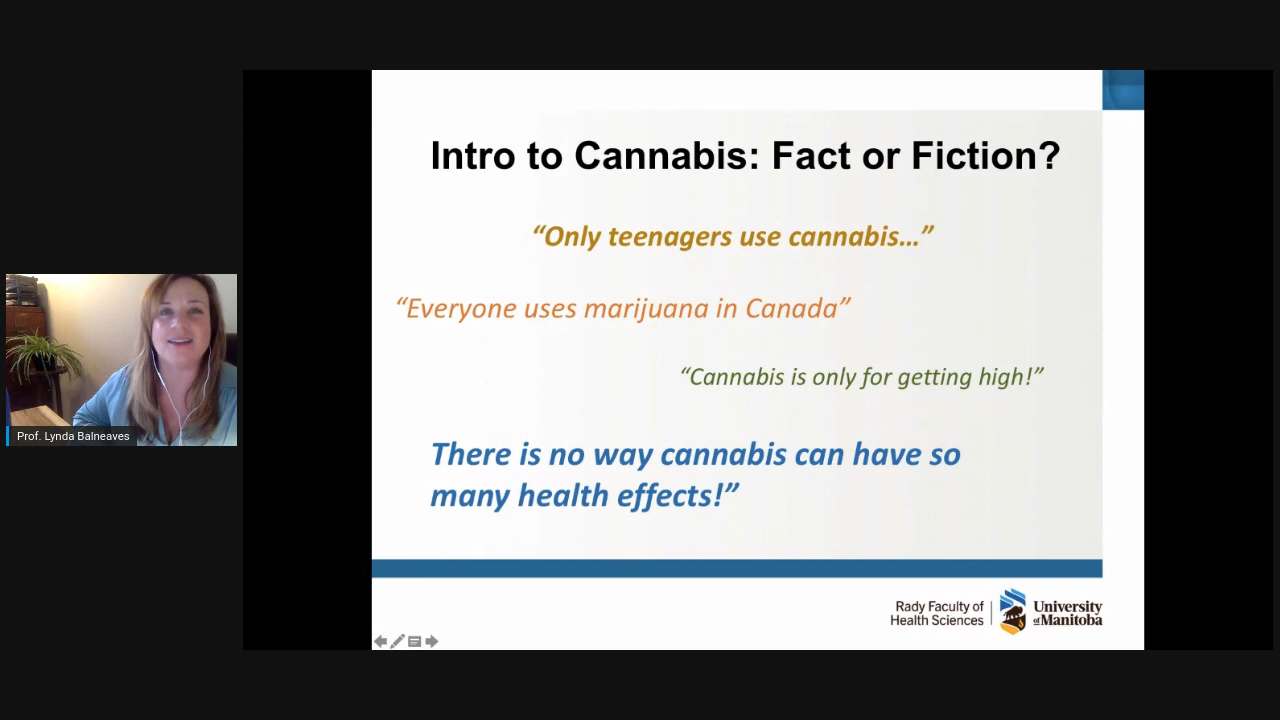 Intro to Cannabis: Fact or Fiction?
“Only teenagers use cannabis…”
“Everyone uses marijuana in Canada”
“Cannabis is only for getting high!”
There is no way cannabis can have so
many health effects!”
Prof. Lynda Balneaves
Rady Faculty of
Health Sciences
University
of Manitoba